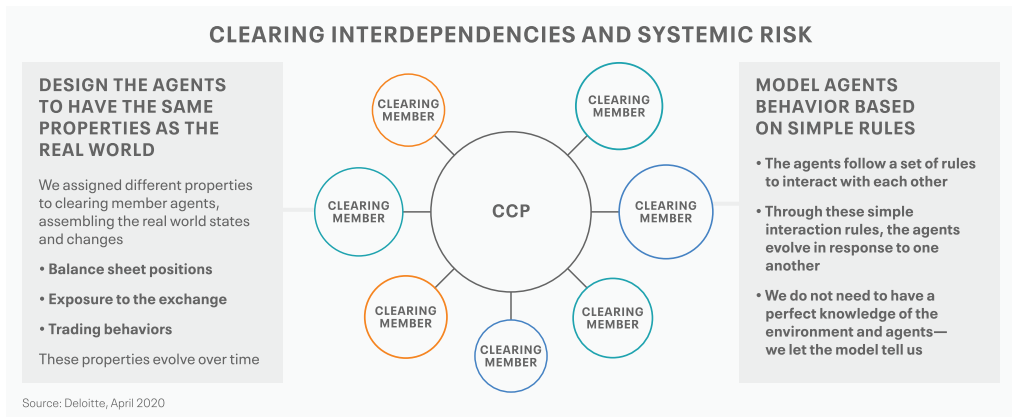 CLEARING INTERDEPENDENCIES AND SYSTEMIC RISK
DESIGN THE AGENTS
TO HAVE THE SAME
PROPERTIES AS THE
REAL WORLD
We assigned different properties
to clearing member agents,
assembling the real world states
and changes
• Balance sheet positions
• Exposure to the exchange
• Trading behaviors
These properties evolve over time
CLEARING
MEMBER
CLEARING
MEMBER
CLEARING
MEMBER
CCP
CLEARING
MEMBER
CLEARING
MEMBER
CLEARING
MEMBER
CLEARING
MEMBER
MODEL AGENTS
BEHAVIOR BASED
ON SIMPLE RULES
• The agents follow a set of rules
to interact with each other
• Through these simple
interaction rules, the agents
evolve in response to one
another
• We do not need to have a
perfect knowledge of the
environment and agents—
we let the model tell us
Source: Deloitte, April 2020